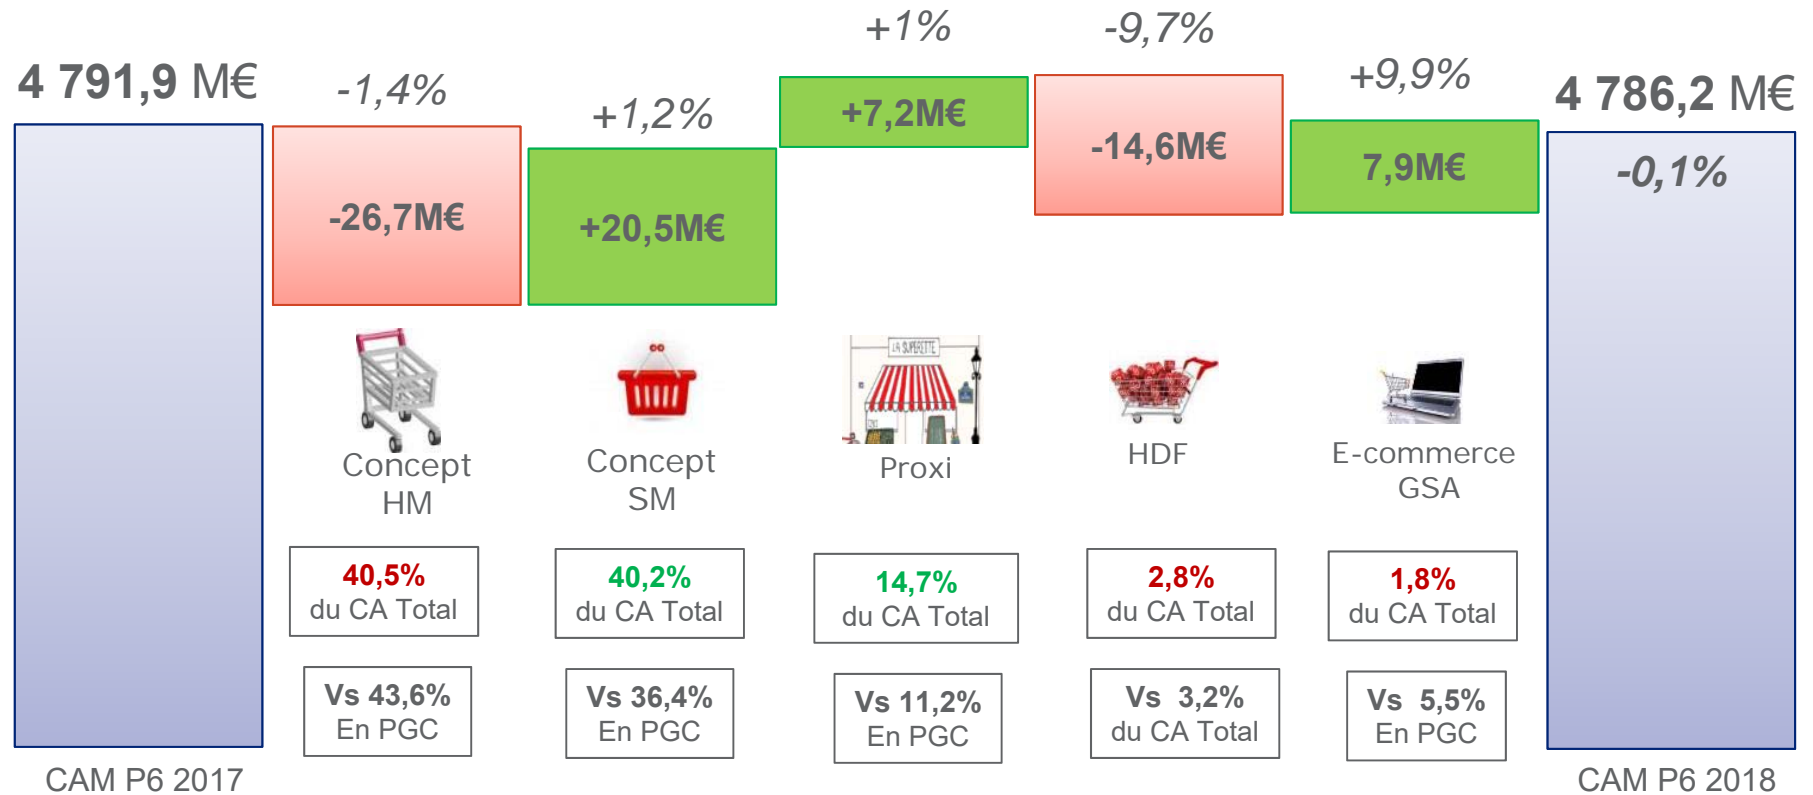 4 791,9 M€
-1,4%
+1,2%
+1%
-9,7%
+9,9%
4 786,2 M€
-0,1%
-26,7M€
+20,5M€
+7,2M€
-14,6M€
7,9M€
LA SUPERETTE
Concept
HM
Concept
SM
Proxi
HDF
E-commerce
GSA
40,5%
du CA Total
40,2%
du CA Total
14,7%
du CA Total
2,8%
du CA Total
1,8%
du CA Total
Vs 43,6%
En PGC
Vs 36,4%
En PGC
Vs 11,2%
En PGC
Vs 3,2%
du CA Total
Vs 5,5%
En PGC
CAM P6 2017
CAM P6 2018